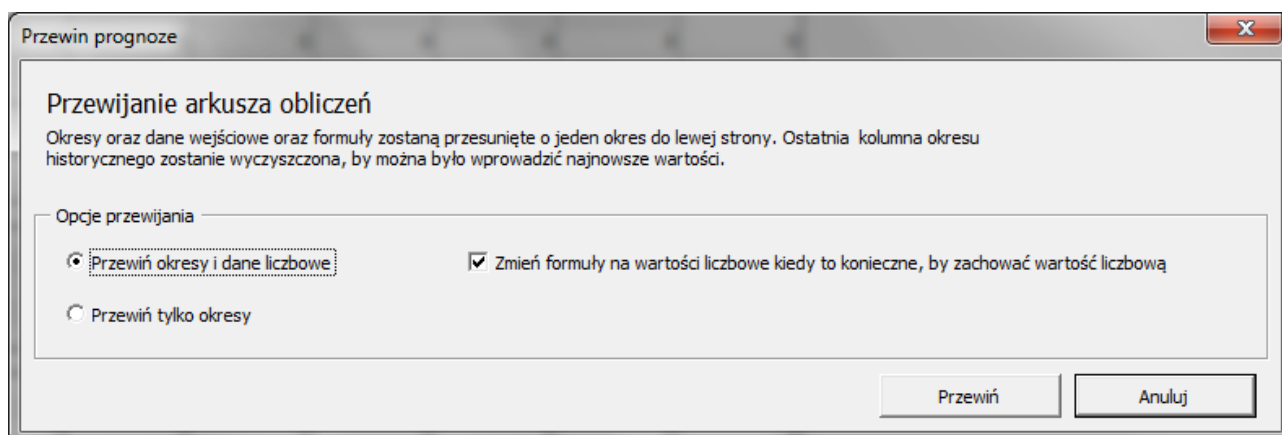 Przewin prognoze
Przewijanie arkusza obliczeń
Okresy oraz dane wejściowe oraz formuły zostaną przesunięte o jeden okres do lewej strony. Ostatnia kolumna okresu
historycznego zostanie wyczyszczona, by można było wprowadzić najnowsze wartości.
Opcje przewijania
Przewiń okresy i dane liczbowe
Zmień formuły na wartości liczbowe kiedy to konieczne, by zachować wartość liczbową
Przewiń tylko okresy
Przewiń
Anuluj